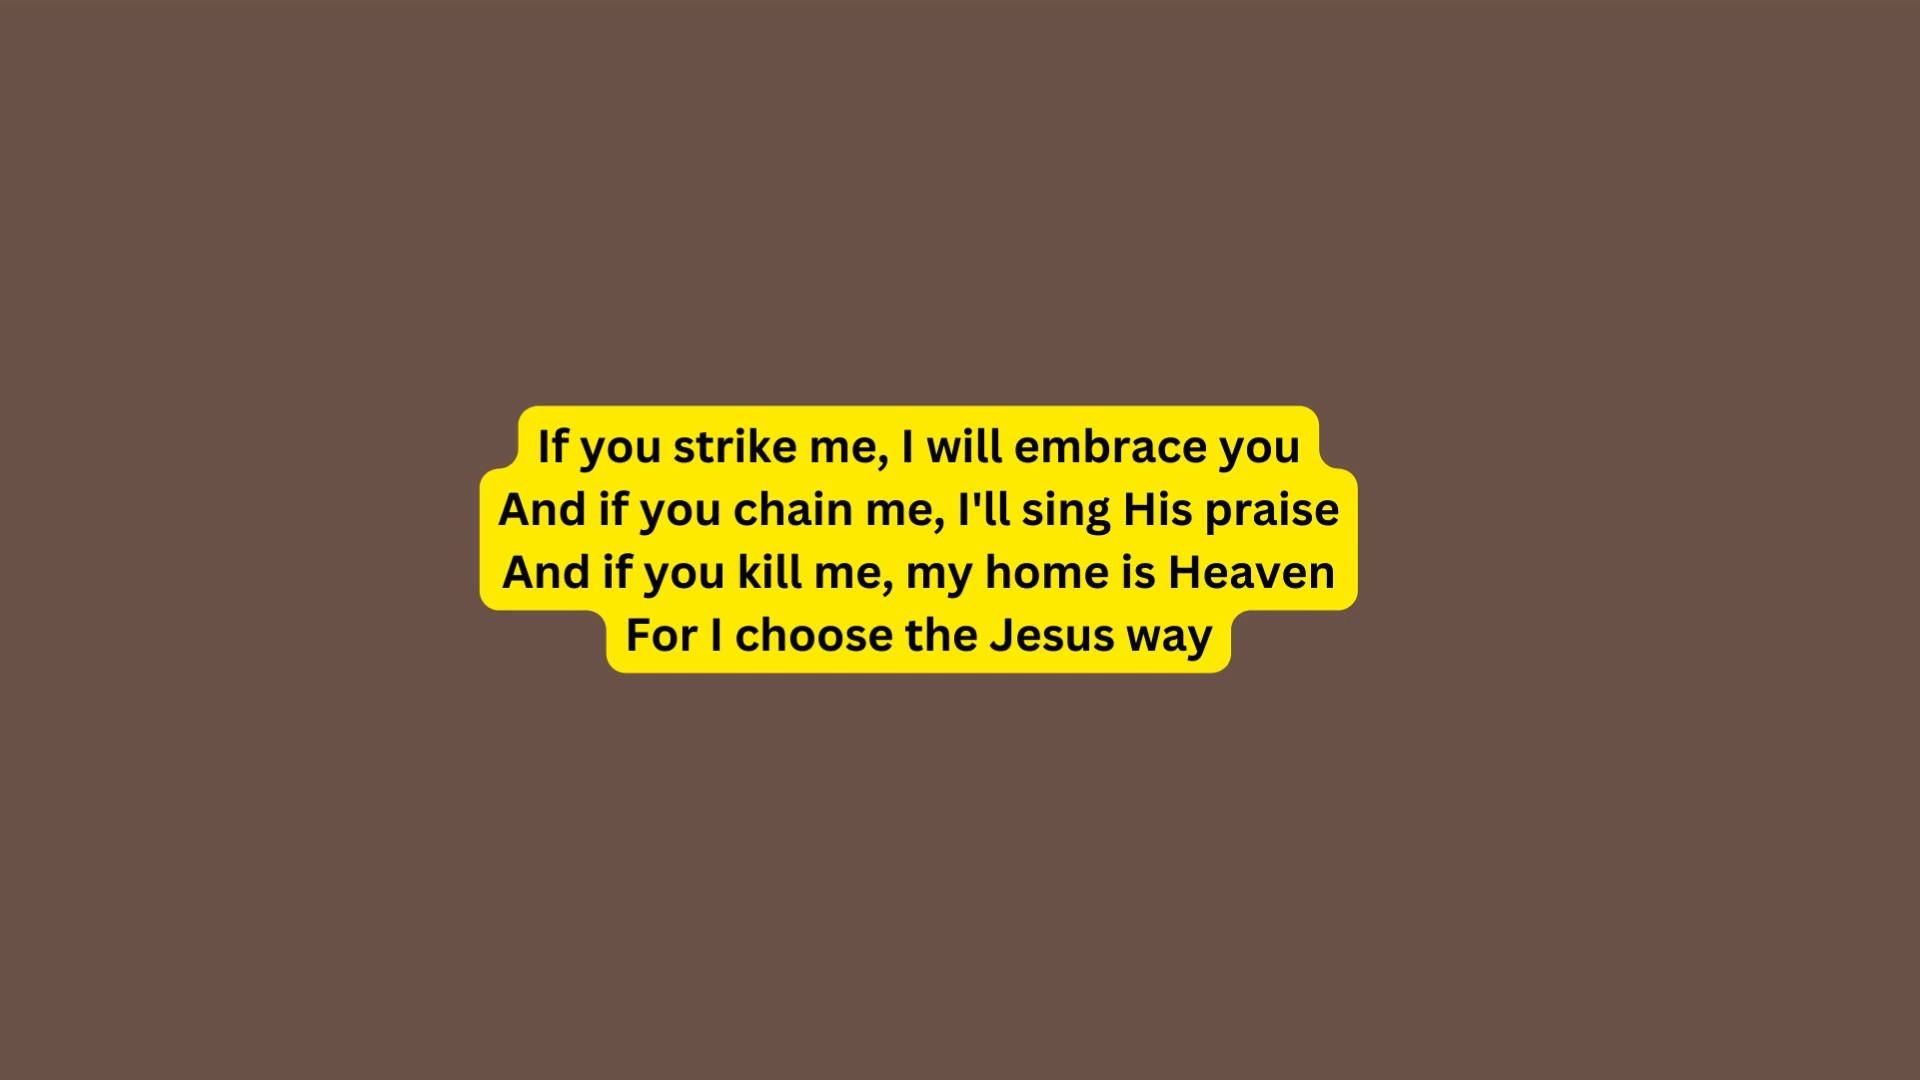 If you strike me, I will embrace you
And if you chain me, I'll sing His praise
And if you kill me, my home is Heaven
For I choose the Jesus way